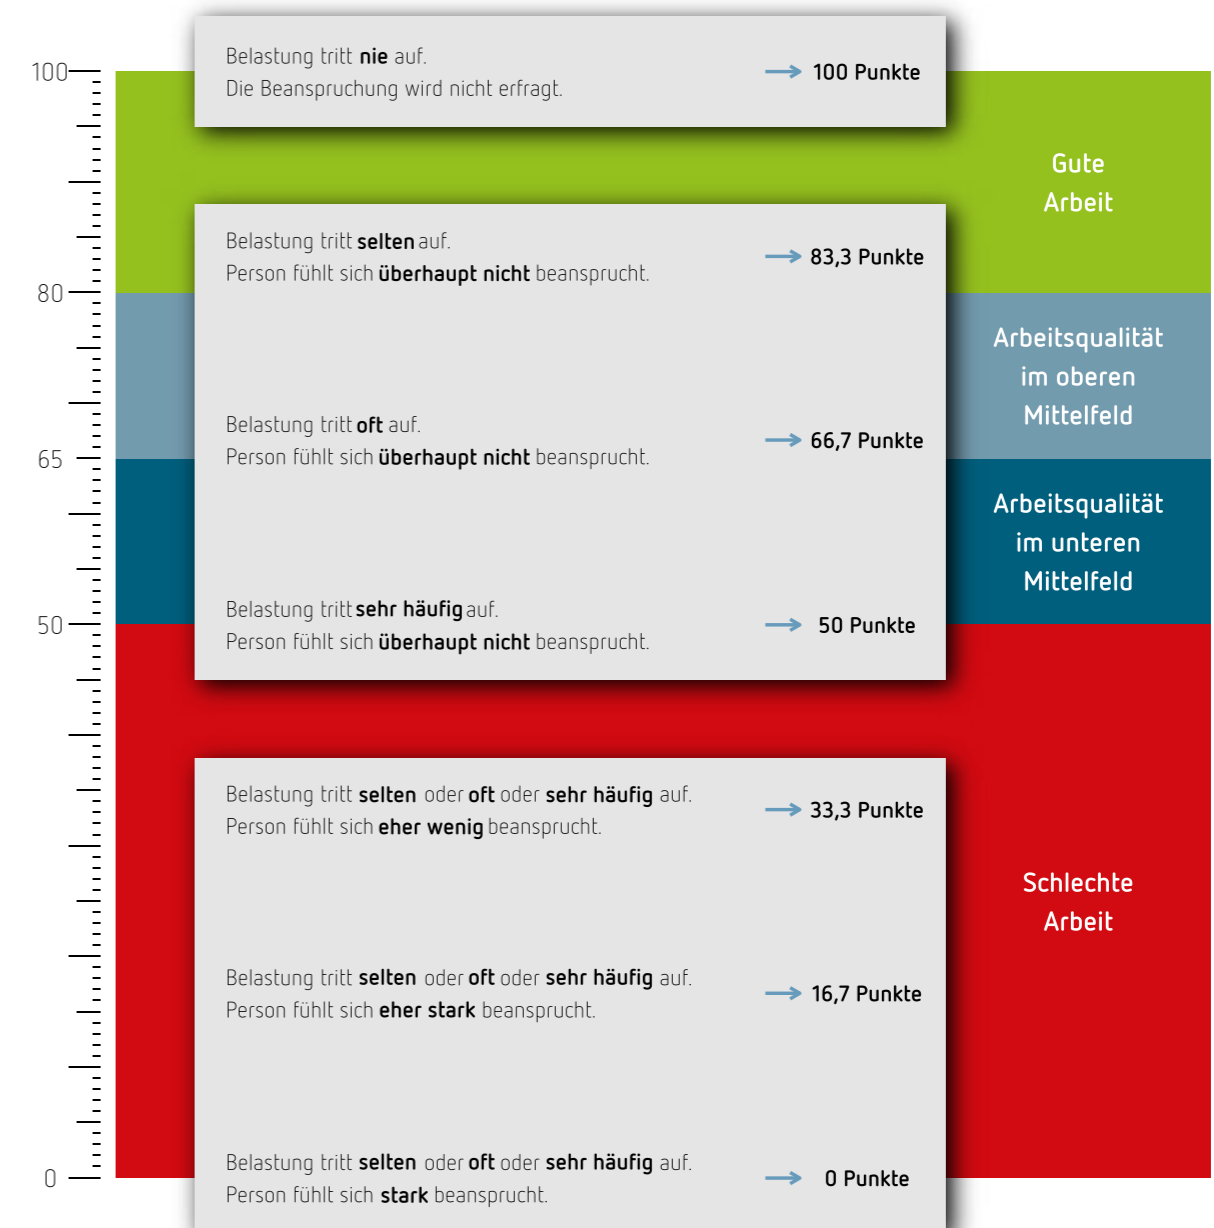 Belastung tritt nie auf.
Die Beanspruchung wird nicht erfragt.
100 Punkte
100
Gute
Arbeit
Belastung tritt selten auf.
Person fühlt sich überhaupt nicht beansprucht.
83,3 Punkte
80
Arbeitsqualität
im oberen
Mittelfeld
Belastung tritt oft auf.
Person fühlt sich überhaupt nicht beansprucht.
66,7 Punkte
65
Arbeitsqualität
im unteren
Mittelfeld
Belastung tritt sehr häufig auf.
Person fühlt sich überhaupt nicht beansprucht.
50 Punkte
50
Belastung tritt selten oder oft oder sehr häufig auf.
Person fühlt sich eher wenig beansprucht.
33,3 Punkte
Schlechte
Arbeit
Belastung tritt selten oder oft oder sehr häufig auf.
Person fühlt sich eher stark beansprucht.
16,7 Punkte
Belastung tritt selten oder oft oder sehr häufig auf.
Person fühlt sich stark beansprucht.
0 Punkte
0